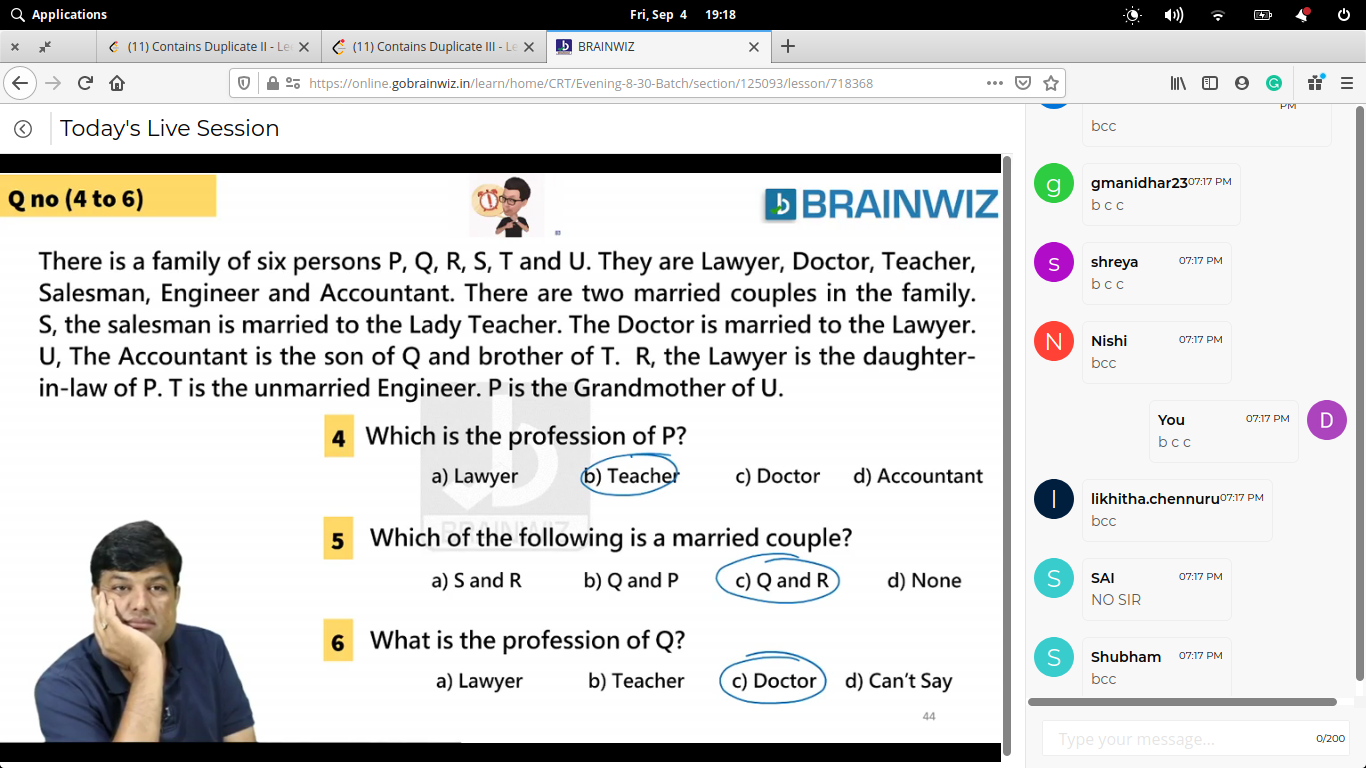 Applications
Fri, Sep 4 19:18
(11) Contains Duplicate II - Le
(11) Contains Duplicate III - Le
BRAINWIZ
https://online.gobrainwiz.in/learn/home/CRT/Evening-8-30-Batch/section/125093/lesson/718368
Today's Live Session
Q no (4 to 6)
BRAINWIZ
There is a family of six persons P, Q, R, S, T and U. They are Lawyer, Doctor, Teacher,
Salesman, Engineer and Accountant. There are two married couples in the family.
S, the salesman is married to the Lady Teacher. The Doctor is married to the Lawyer.
U, The Accountant is the son of Q and brother of T. R, the Lawyer is the daughter-
in-law of P. T is the unmarried Engineer. P is the Grandmother of U.
4 Which is the profession of P?
a) Lawyer b) Teacher c) Doctor d) Accountant
BRAINWIZ
5 Which of the following is a married couple?
a) S and R b) Q and P c) Q and R d) None
6 What is the profession of Q?
a) Lawyer b) Teacher c) Doctor d) Can't Say
44
PM
bcc
g
gmanidhar23 07:17 PM
b c c
S
shreya 07:17 PM
b c c
N
Nishi 07:17 PM
bcc
You 07:17 PM
D
b c c
l
likhitha.chennuru 07:17 PM
bcc
S
SAI 07:17 PM
NO SIR
S
Shubham 07:17 PM
bcc
Type your message... 0/200